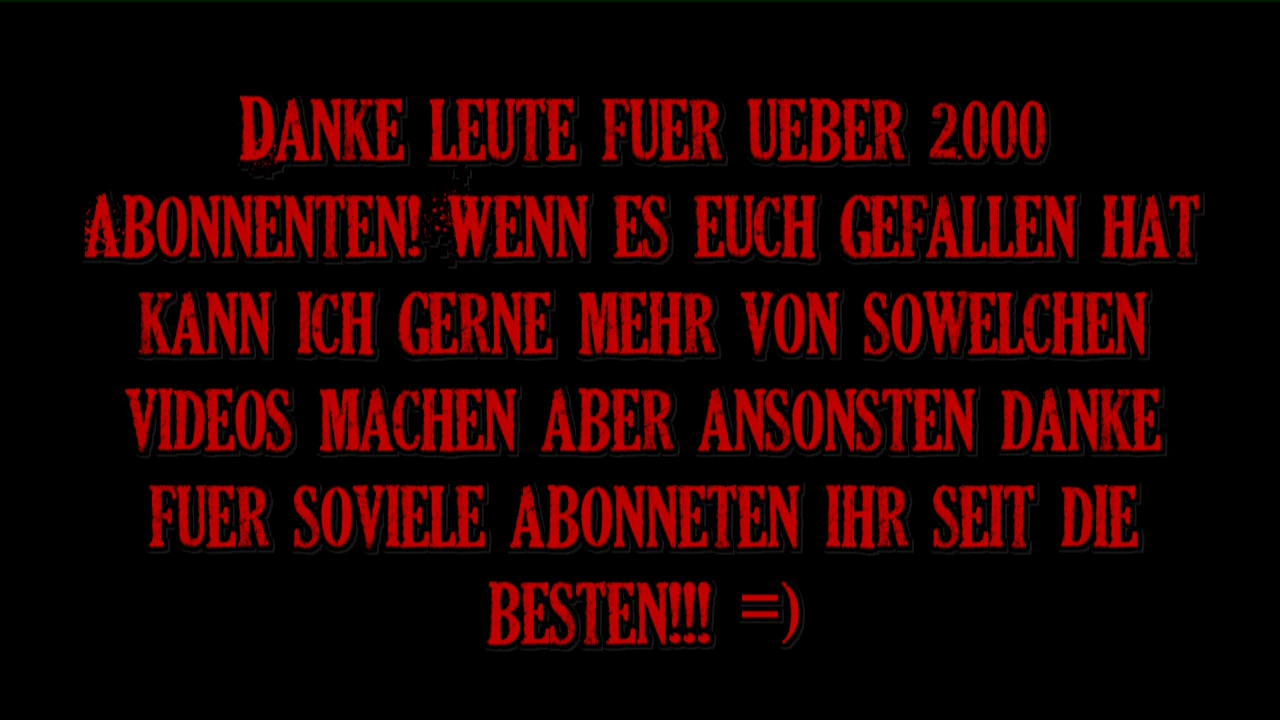 DANKE LEUTE FUER UEBER 2000
ABONNENTEN! WENN ES EUCH GEFALLEN HAT
KANN ICH GERNE MEHR VON SOWELCHEN
VIDEOS MACHEN ABER ANSONSTEN DANKE
FUER SOVIELE ABONNETEN IHR SEIT DIE
BESTEN!!! =)